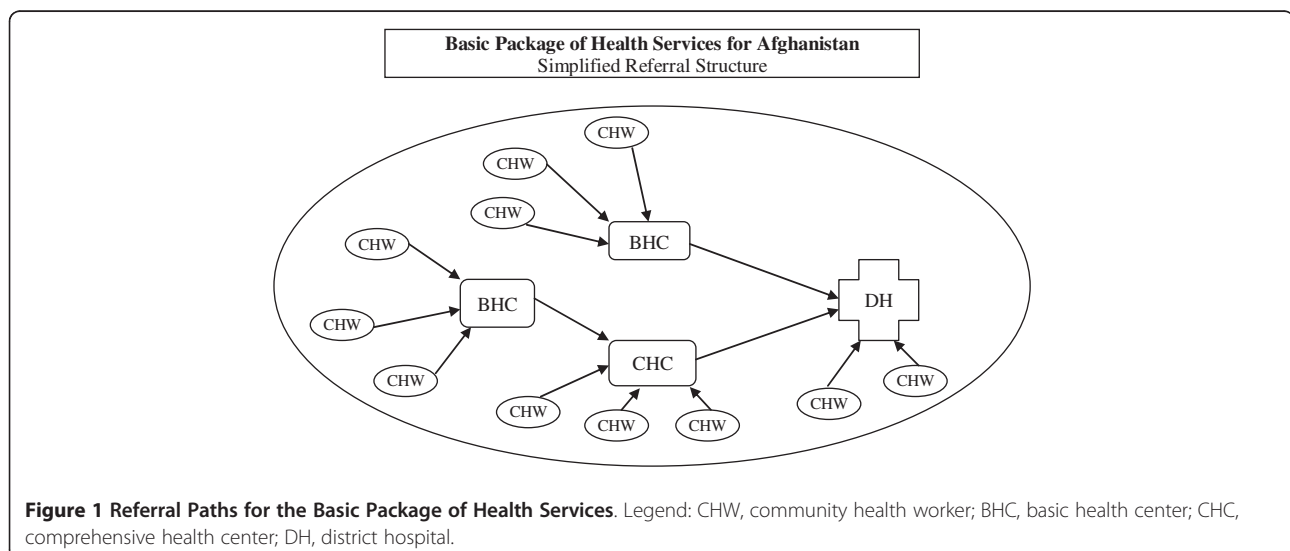 Basic Package of Health Services for Afghanistan
Simplified Referral Structure
CHW
CHW
CHW
BHC
CHW
BHC
DH
CHW
CHC
CHW
CHW
CHW
CHW
CHW
CHW
Figure 1 Referral Paths for the Basic Package of Health Services. Legend: CHW, community health worker; BHC, basic health center; CHC,
comprehensive health center; DH, district hospital.